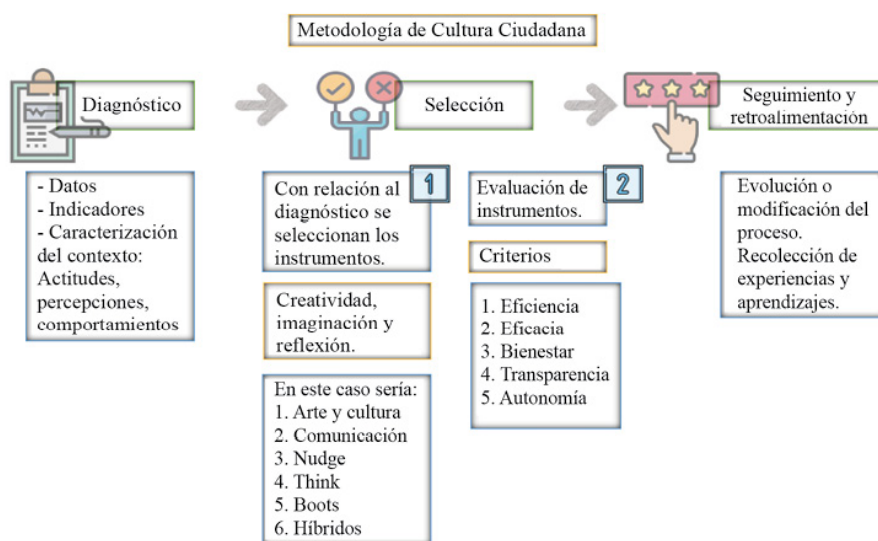 Metodología de Cultura Ciudadana
Diagnóstico
- Datos
- Indicadores
- Caracterización
del contexto:
Actitudes,
percepciones,
comportamientos
Selección
1
Con relación al
diagnóstico se
seleccionan los
instrumentos.
Creatividad,
imaginación y
reflexión.
En este caso sería:
1. Arte y cultura
2. Comunicación
3. Nudge
4. Think
5. Boots
6. Híbridos
2
Evaluación de
instrumentos.
Criterios
1. Eficiencia
2. Eficacia
3. Bienestar
4. Transparencia
5. Autonomía
Seguimiento y
retroalimentación
Evolución o
modificación del
proceso.
Recolección de
experiencias y
aprendizajes.